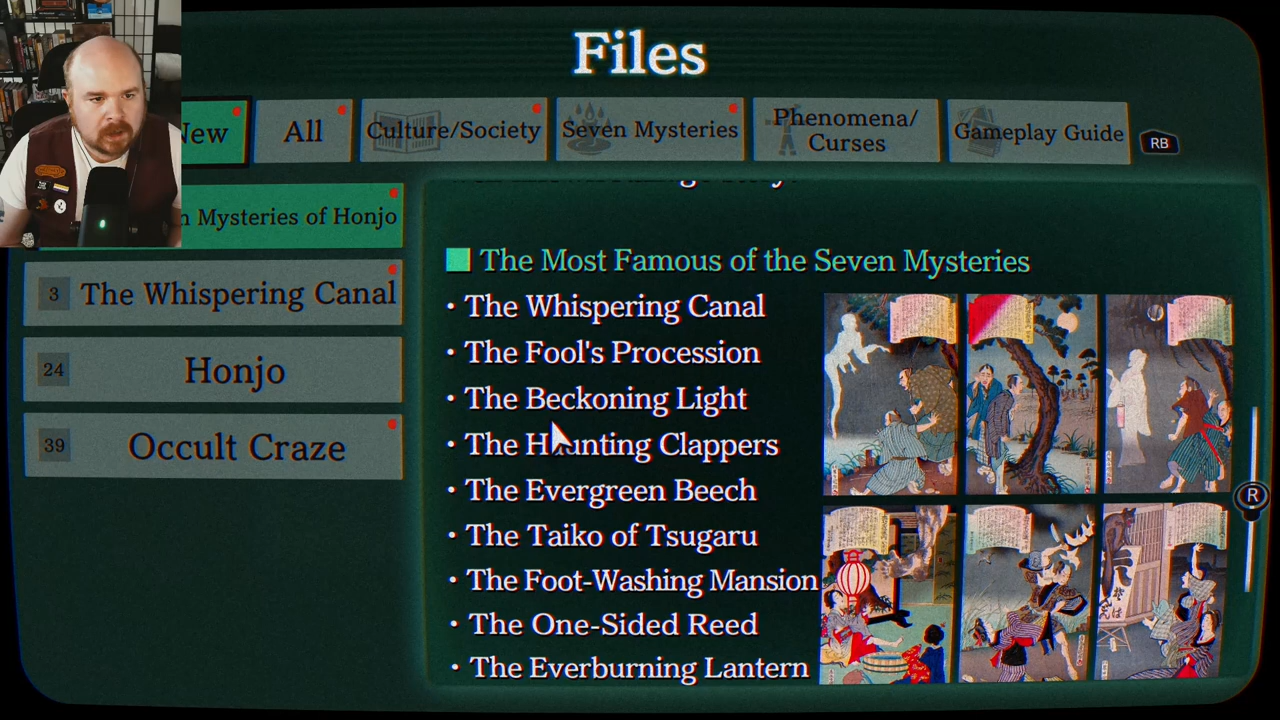 Files
New
All
Culture/Society
Seven Mysteries
Phenomena/
Curses
Gameplay Guide
RB
Mysteries of Honjo
3 The Whispering Canal
24 Honjo
39 Occult Craze
■ The Most Famous of the Seven Mysteries
• The Whispering Canal
• The Fool's Procession
• The Beckoning Light
• The Haunting Clappers
• The Evergreen Beech
• The Taiko of Tsugaru
• The Foot-Washing Mansion
• The One-Sided Reed
• The Everburning Lantern
R